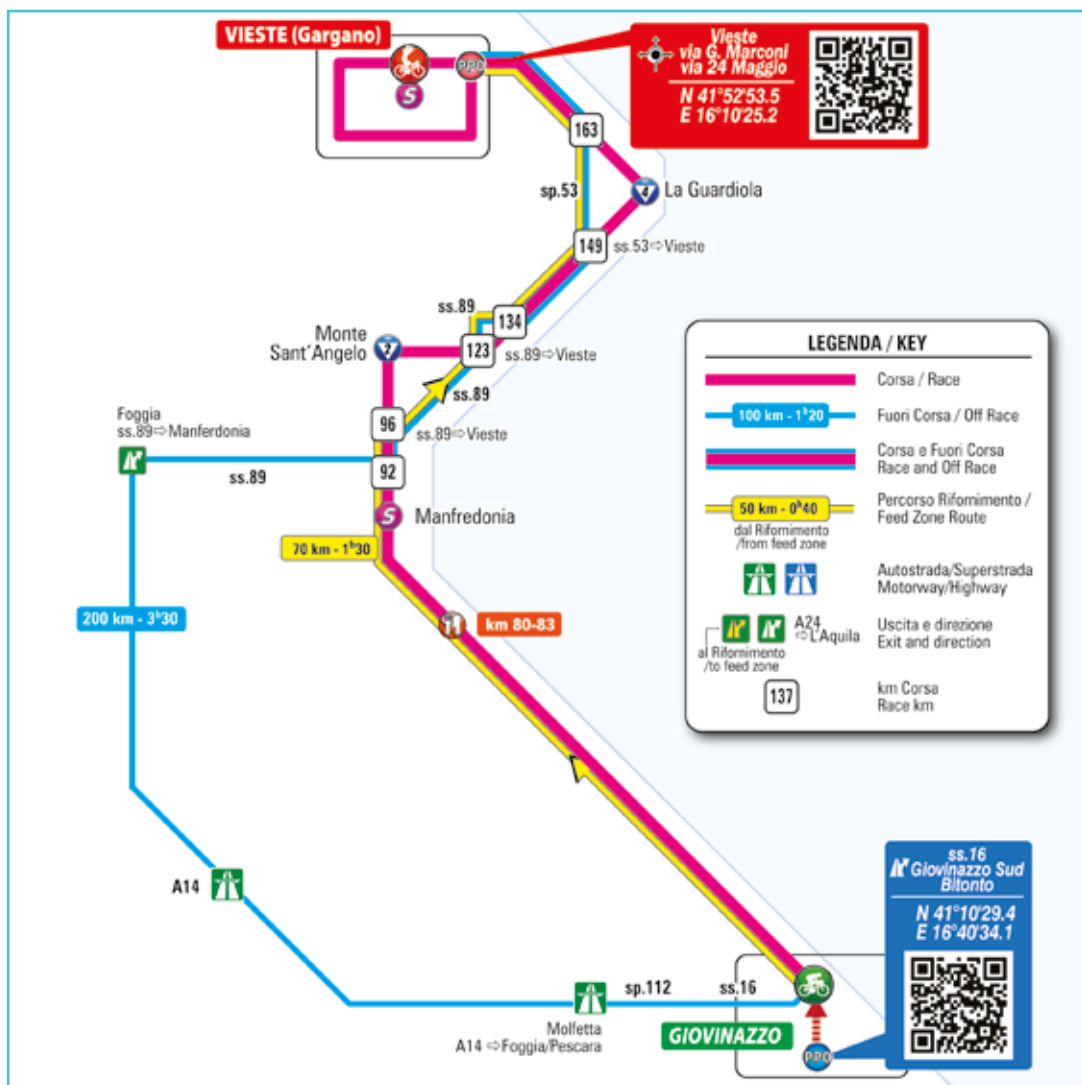 VIESTE (Gargano)
PPO
S
Vieste
via G. Marconi
via 24 Maggio
N 41°52'53.5
E 16°10'25.2
163
sp.53
4
La Guardiola
149
ss.53⇨Vieste
ss.89
134
Monte
Sant'Angelo
2
123
ss.89⇨Vieste
ss.89
96
ss.89⇨Vieste
Foggia
ss.89⇨Manferdonia
ss.89
92
S
Manfredonia
70 km - 1h30
km 80-83
200 km - 3h30
LEGENDA / KEY
Corsa / Race
100 km - 1h20
Fuori Corsa / Off Race
Corsa e Fuori Corsa
Race and Off Race
50 km - 0h40
Percorso Rifornimento /
Feed Zone Route
dal Rifornimento
/from feed zone
Autostrada/Superstrada
Motorway/Highway
A24
⇨L'Aquila
Uscita e direzione
Exit and direction
al Rifornimento
/to feed zone
137
km Corsa
Race km
A14
ss.16
Giovinazzo Sud
Bitonto
N 41°10'29.4
E 16°40'34.1
sp.112
ss.16
Molfetta
A14 ⇨Foggia/Pescara
GIOVINAZZO
PPO